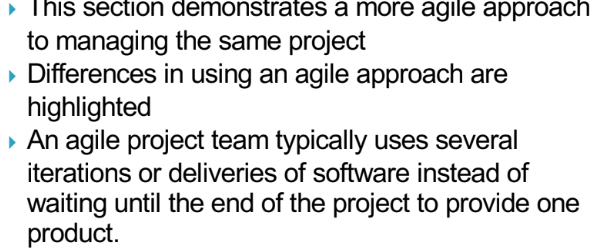 This section demonstrates a more agile approach
to managing the same project
Differences in using an agile approach are
highlighted
An agile project team typically uses several
iterations or deliveries of software instead of
waiting until the end of the project to provide one
product.